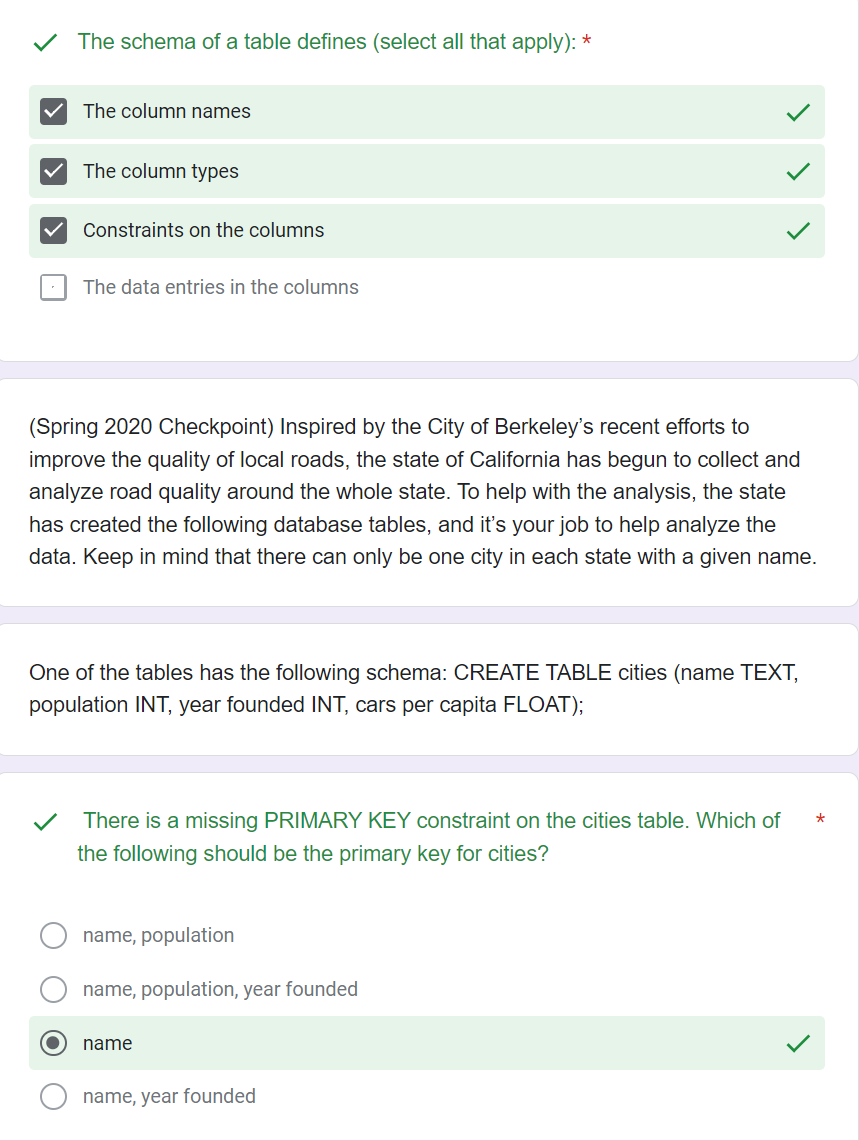 The schema of a table defines (select all that apply): *
The column names
The column types
Constraints on the columns
The data entries in the columns
(Spring 2020 Checkpoint) Inspired by the City of Berkeley’s recent efforts to
improve the quality of local roads, the state of California has begun to collect and
analyze road quality around the whole state. To help with the analysis, the state
has created the following database tables, and it’s your job to help analyze the
data. Keep in mind that there can only be one city in each state with a given name.
One of the tables has the following schema: CREATE TABLE cities (name TEXT,
population INT, year founded INT, cars per capita FLOAT);
There is a missing PRIMARY KEY constraint on the cities table. Which of *
the following should be the primary key for cities?
name, population
name, population, year founded
name
name, year founded